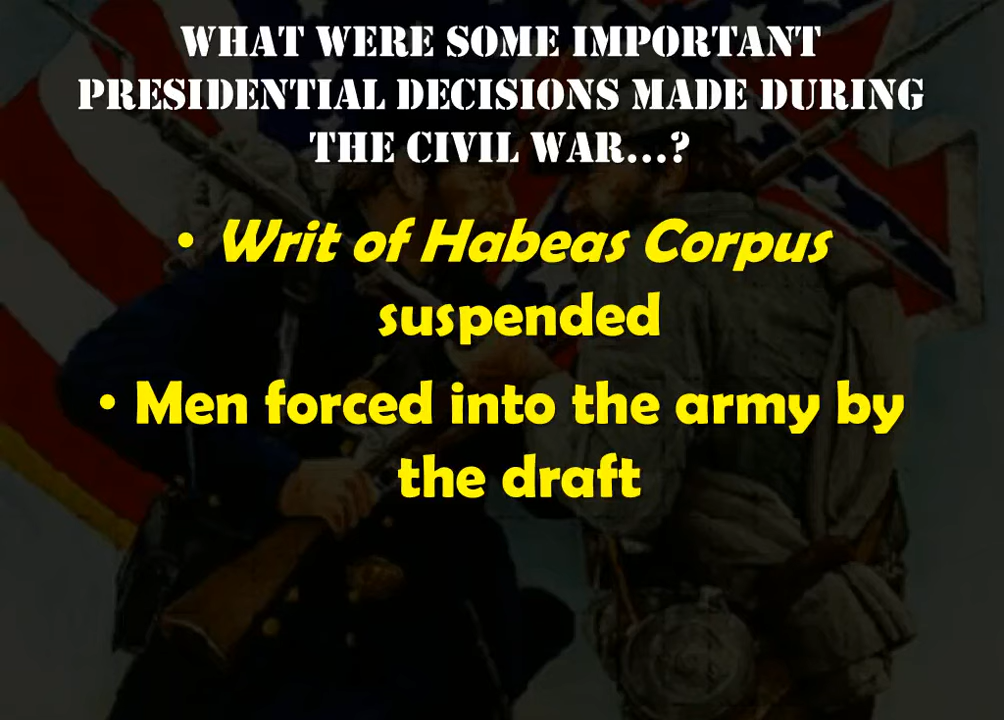 WHAT WERE SOME IMPORTANT
PRESIDENTIAL DECISIONS MADE DURING
THE CIVIL WAR...?
• Writ of Habeas Corpus
suspended
• Men forced into the army by
the draft